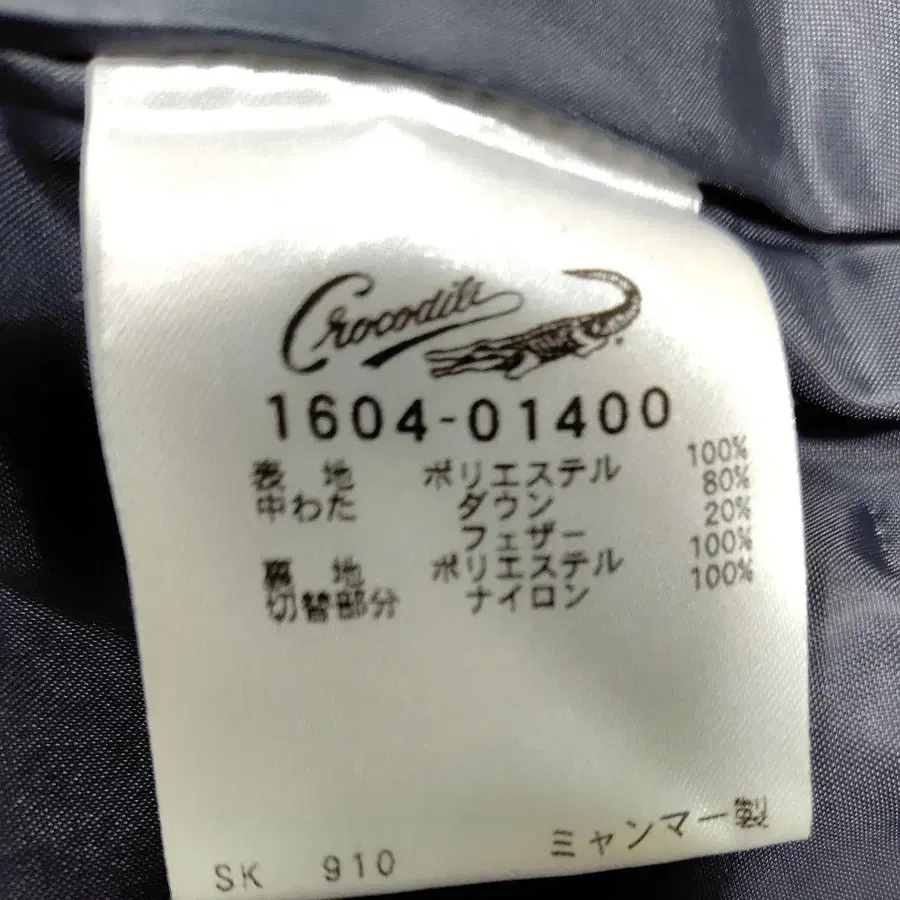 Crocodile
1604-01400
表地 ポリエステル 100%
中わた ダウン 80%
フェザー 20%
裏地 ポリエステル 100%
切替部分 ナイロン 100%
ミャンマー製
SK 910